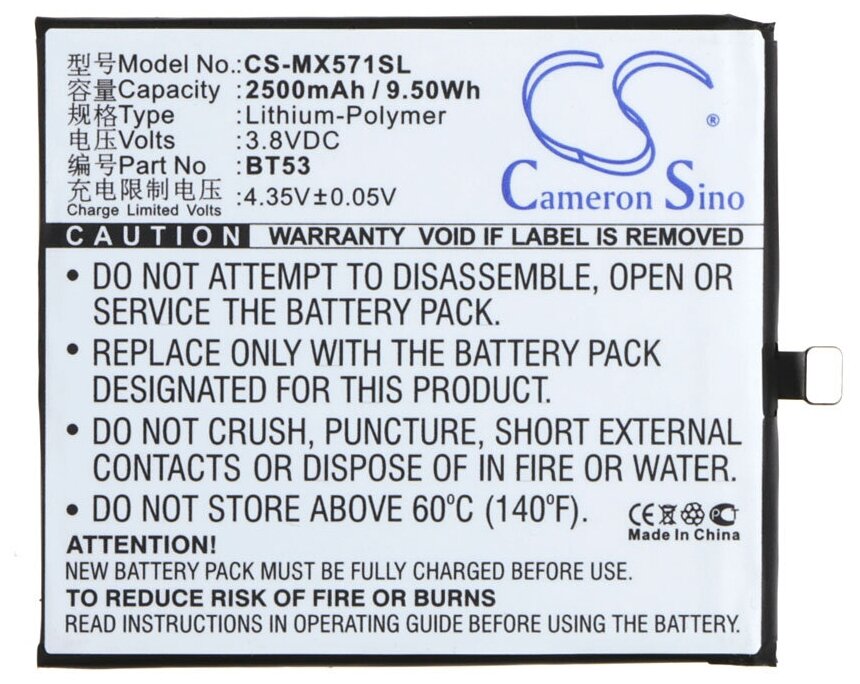 型号Model No.:CS-MX571SL
容量Capacity :2500mAh / 9.50Wh
规格Type :Lithium-Polymer
电压Volts :3.8VDC
编号Part No :BT53
充电限制电压 :4.35V±0.05V
Charge Limited Volts
CS
®
Cameron Sino
CAUTION WARRANTY VOID IF LABEL IS REMOVED
• DO NOT ATTEMPT TO DISASSEMBLE, OPEN OR
SERVICE THE BATTERY PACK.
• REPLACE ONLY WITH THE BATTERY PACK
DESIGNATED FOR THIS PRODUCT.
• DO NOT CRUSH, PUNCTURE, SHORT EXTERNAL
CONTACTS OR DISPOSE OF IN FIRE OR WATER.
• DO NOT STORE ABOVE 60ºC (140ºF).
CE PCT
Made In China
ATTENTION!
NEW BATTERY PACK MUST BE FULLY CHARGED BEFORE USE.
TO REDUCE RISK OF FIRE OR BURNS
READ INSTRUCTIONS IN OPERATING GUIDE BEFORE USING BATTERY PACK.